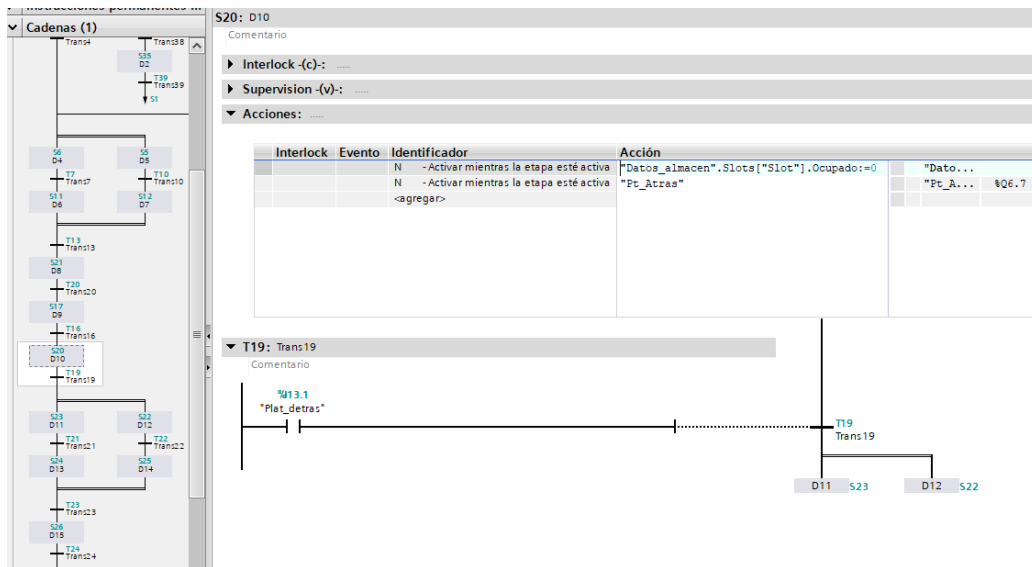 Instrucciones permanentes ...
Cadenas (1)
Trans4
Trans38
S35
D2
T39
Trans39
S1
S6
D4
S5
D5
T7
Trans7
T10
Trans10
S11
D6
S12
D7
T13
Trans13
S21
D8
T20
Trans20
S17
D9
T16
Trans16
S20
D10
T19
Trans19
S23
D11
S22
D12
T21
Trans21
T22
Trans22
S24
D13
S25
D14
T23
Trans23
S26
D15
T24
Trans24
S20: D10
Comentario
Interlock -(c)-: .....
Supervision -(v)-: .....
Acciones: .....
Interlock Evento Identificador Acción
N - Activar mientras la etapa esté activa "Datos_almacen".Slots["Slot"].Ocupado:=0 "Dato...
N - Activar mientras la etapa esté activa "Pt_Atras" "Pt_A... %Q6.7
<agregar>
T19: Trans19
Comentario
%I13.1
"Plat_detras"
T19
Trans19
D11 S23 D12 S22